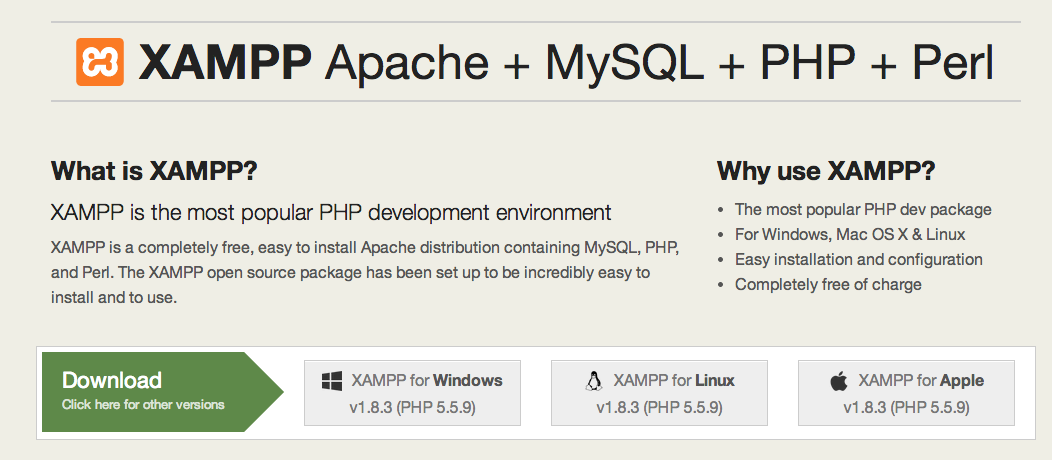 XAMPP Apache + MySQL + PHP + Perl
What is XAMPP?
XAMPP is the most popular PHP development environment
XAMPP is a completely free, easy to install Apache distribution containing MySQL, PHP,
and Perl. The XAMPP open source package has been set up to be incredibly easy to
install and to use.
Why use XAMPP?
• The most popular PHP dev package
• For Windows, Mac OS X & Linux
• Easy installation and configuration
• Completely free of charge
Download
Click here for other versions
XAMPP for Windows
v1.8.3 (PHP 5.5.9)
XAMPP for Linux
v1.8.3 (PHP 5.5.9)
XAMPP for Apple
v1.8.3 (PHP 5.5.9)